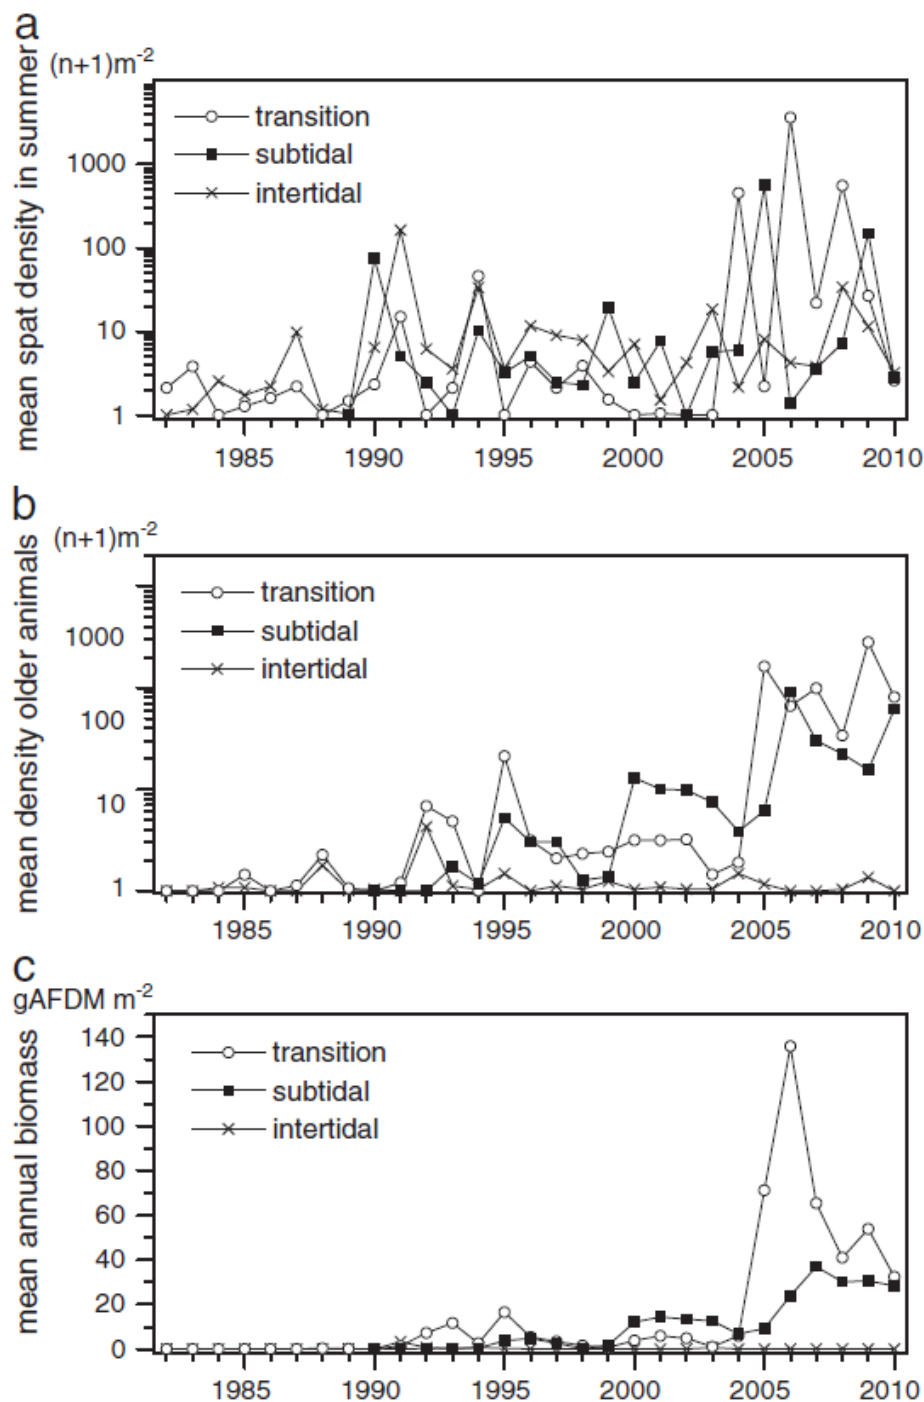 a
(n+1)m-2
mean spat density in summer
transition
subtidal
intertidal
1000
100
10
1
1985 1990 1995 2000 2005 2010
b
(n+1)m-2
mean density older animals
transition
subtidal
intertidal
1000
100
10
1
1985 1990 1995 2000 2005 2010
c
gAFDM m-2
mean annual biomass
transition
subtidal
intertidal
140
120
100
80
60
40
20
0
1985 1990 1995 2000 2005 2010